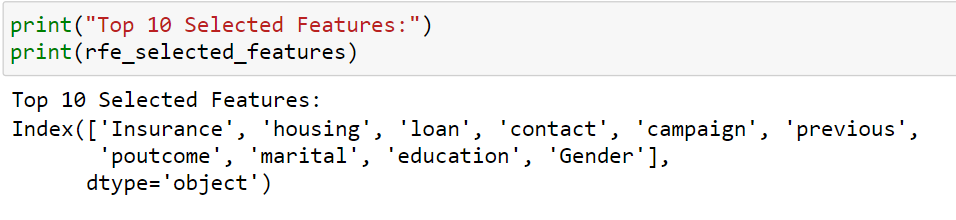 print("Top 10 Selected Features:")
print(rfe_selected_features)
Top 10 Selected Features:
Index(['Insurance', 'housing', 'loan', 'contact', 'campaign', 'previous',
       'poutcome', 'marital', 'education', 'Gender'],
      dtype='object')